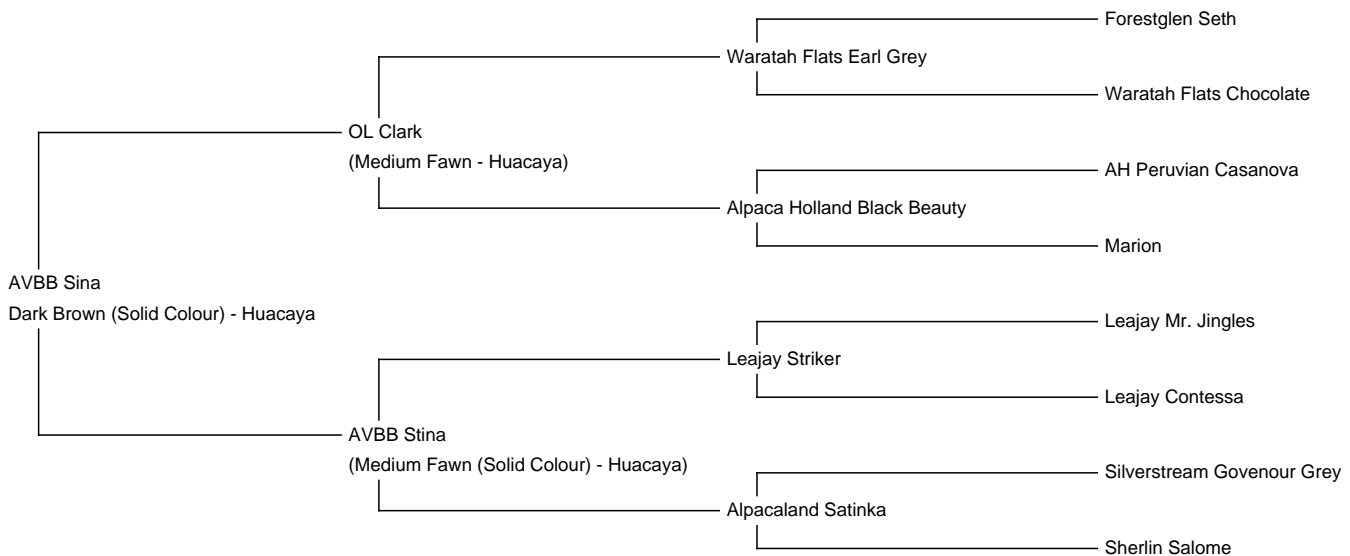 Forestglen Seth
Waratah Flats Earl Grey
Waratah Flats Chocolate
OL Clark
(Medium Fawn - Huacaya)
AH Peruvian Casanova
Alpaca Holland Black Beauty
Marion
AVBB Sina
Dark Brown (Solid Colour) - Huacaya
Leajay Mr. Jingles
Leajay Striker
Leajay Contessa
AVBB Stina
(Medium Fawn (Solid Colour) - Huacaya)
Silverstream Govenour Grey
Alpacaland Satinka
Sherlin Salome